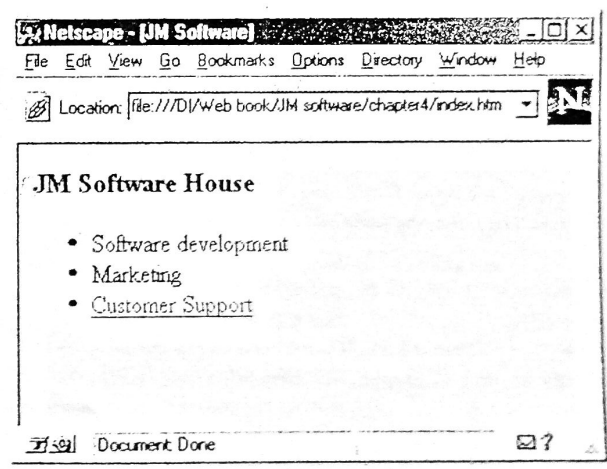 Netscape - [JM Software]
File Edit View Go Bookmarks Options Directory Window Help
Location: file:///D|/Web book/JM software/chapter4/index.htm
N
JM Software House
• Software development
• Marketing
• Customer Support
Document: Done
?